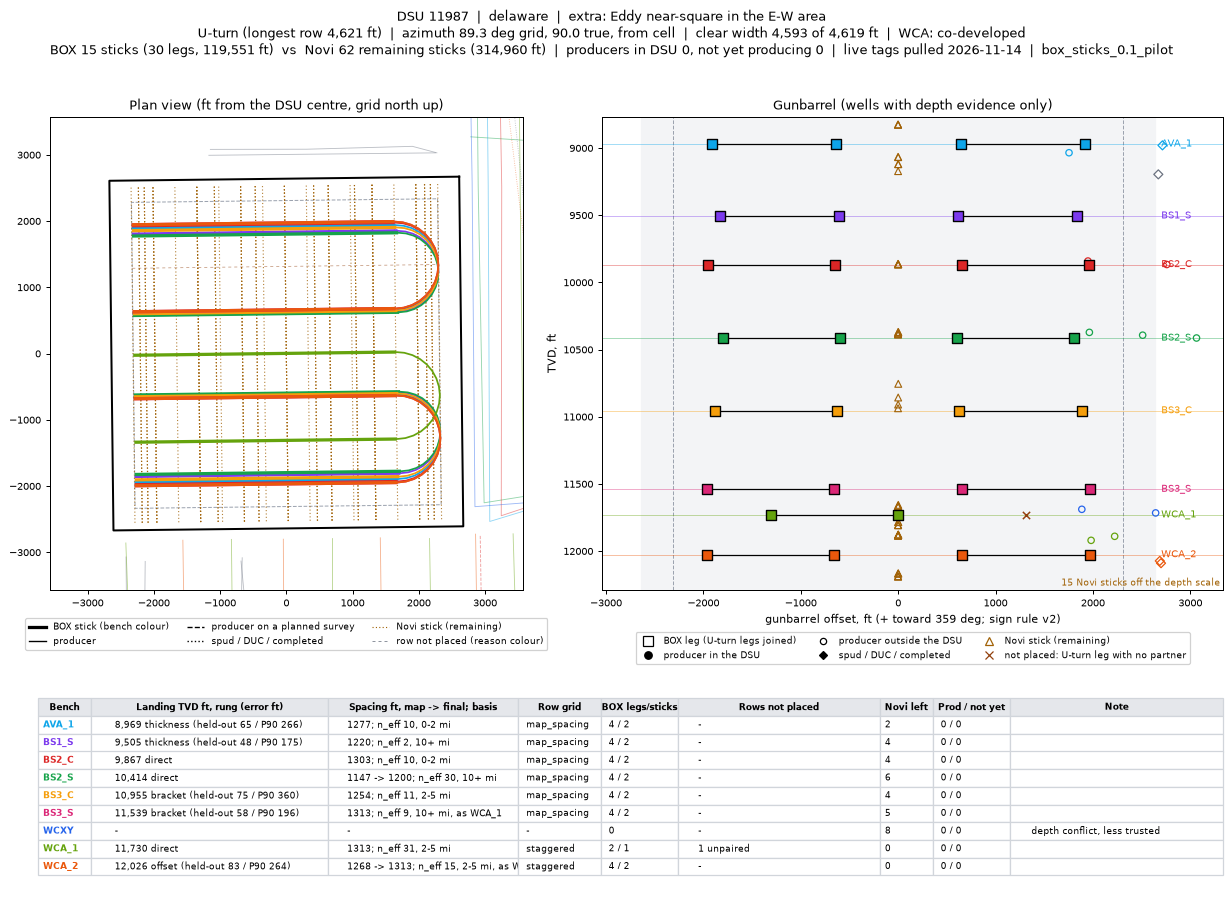 DSU 11987 | delaware | extra: Eddy near-square in the E-W area
U-turn (longest row 4,621 ft) | azimuth 89.3 deg grid, 90.0 true, from cell | clear width 4,593 of 4,619 ft | WCA: co-developed
BOX 15 sticks (30 legs, 119,551 ft) vs Novi 62 remaining sticks (314,960 ft) | producers in DSU 0, not yet producing 0 | live tags pulled 2026-11-14 | box_sticks_0.1_pilot
Plan view (ft from the DSU centre, grid north up)
3000
2000
1000
0
−1000
−2000
−3000
−3000 −2000 −1000 0 1000 2000 3000
BOX stick (bench colour) producer on a planned survey Novi stick (remaining)
producer spud / DUC / completed row not placed (reason colour)
Gunbarrel (wells with depth evidence only)
TVD, ft
9000
9500
10000
10500
11000
11500
12000
AVA_1
BS1_S
BS2_C
BS2_S
BS3_C
BS3_S
WCA_1
WCA_2
15 Novi sticks off the depth scale
−3000 −2000 −1000 0 1000 2000 3000
gunbarrel offset, ft (+ toward 359 deg; sign rule v2)
BOX leg (U-turn legs joined) producer outside the DSU Novi stick (remaining)
producer in the DSU spud / DUC / completed not placed: U-turn leg with no partner
Bench Landing TVD ft, rung (error ft) Spacing ft, map -> final; basis Row grid BOX legs/sticks Rows not placed Novi left Prod / not yet Note
AVA_1 8,969 thickness (held-out 65 / P90 266) 1277; n_eff 10, 0-2 mi map_spacing 4 / 2 - 2 0 / 0
BS1_S 9,505 thickness (held-out 48 / P90 175) 1220; n_eff 2, 10+ mi map_spacing 4 / 2 - 4 0 / 0
BS2_C 9,867 direct 1303; n_eff 10, 0-2 mi map_spacing 4 / 2 - 4 0 / 0
BS2_S 10,414 direct 1147 -> 1200; n_eff 30, 10+ mi map_spacing 4 / 2 - 6 0 / 0
BS3_C 10,955 bracket (held-out 75 / P90 360) 1254; n_eff 11, 2-5 mi map_spacing 4 / 2 - 4 0 / 0
BS3_S 11,539 bracket (held-out 58 / P90 196) 1313; n_eff 9, 10+ mi, as WCA_1 map_spacing 4 / 2 - 5 0 / 0
WCXY - - - 0 - 8 0 / 0 depth conflict, less trusted
WCA_1 11,730 direct 1313; n_eff 31, 2-5 mi staggered 2 / 1 1 unpaired 0 0 / 0
WCA_2 12,026 offset (held-out 83 / P90 264) 1268 -> 1313; n_eff 15, 2-5 mi, as staggered 4 / 2 - 0 0 / 0